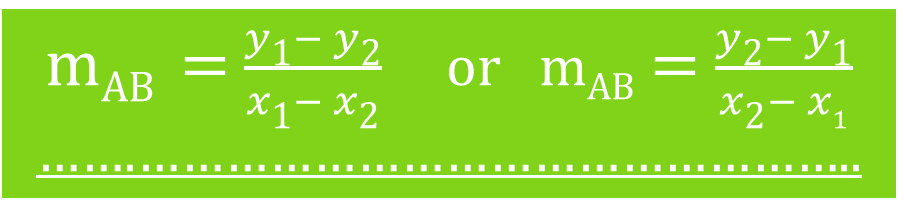 m_AB = (y₁ − y₂)/(x₁ − x₂) or m_AB = (y₂ − y₁)/(x₂ − x₁)